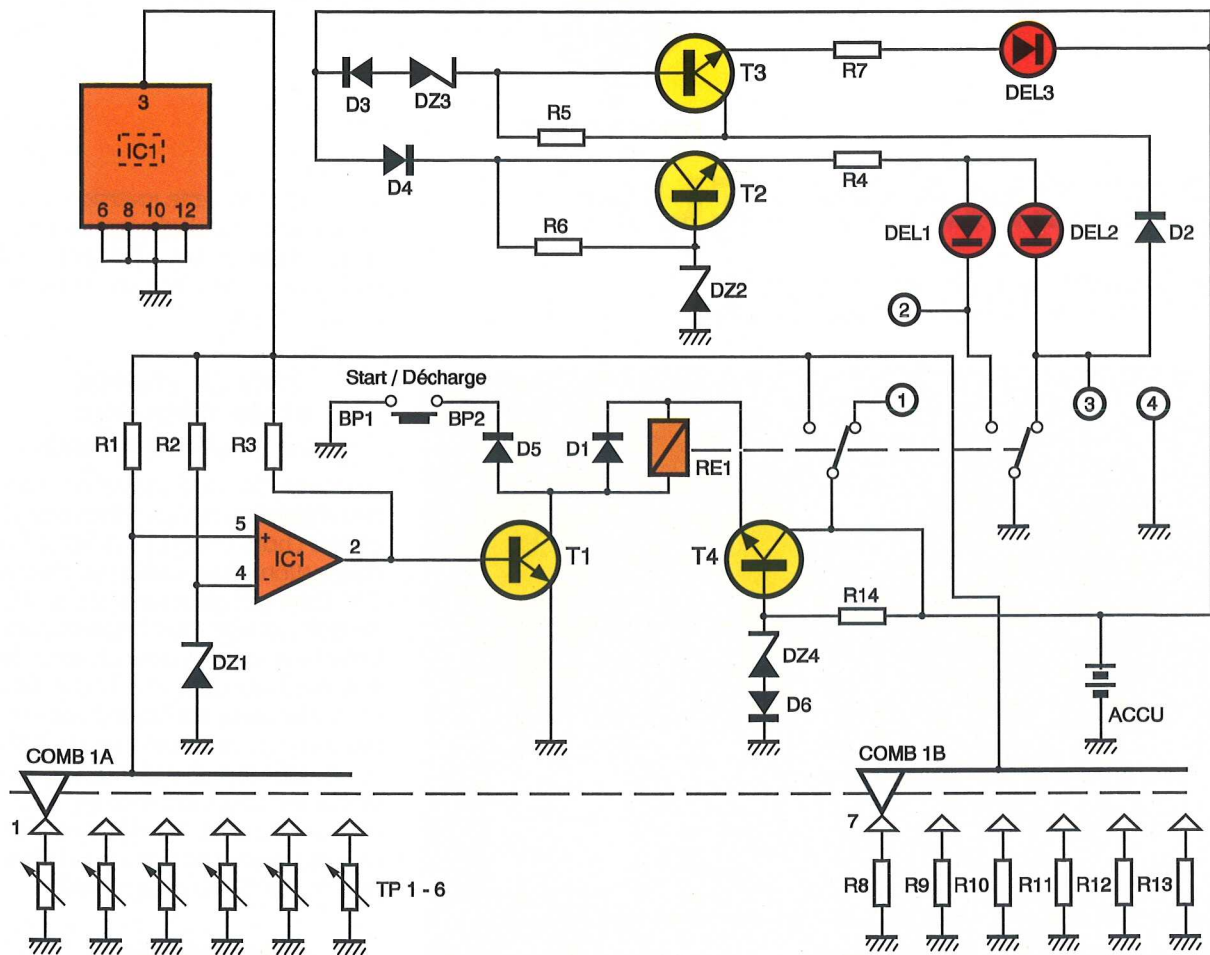 3
IC1
6 8 10 12
D3
DZ3
T3
R7
DEL3
R5
D4
T2
R4
R6
DEL1
DEL2
D2
DZ2
2
Start / Décharge
1
3
4
BP1
BP2
R1
R2
R3
D5
D1
RE1
5
+
IC1
2
4
-
T1
T4
R14
DZ1
DZ4
D6
ACCU
COMB 1A
COMB 1B
1
7
TP 1 - 6
R8
R9
R10
R11
R12
R13